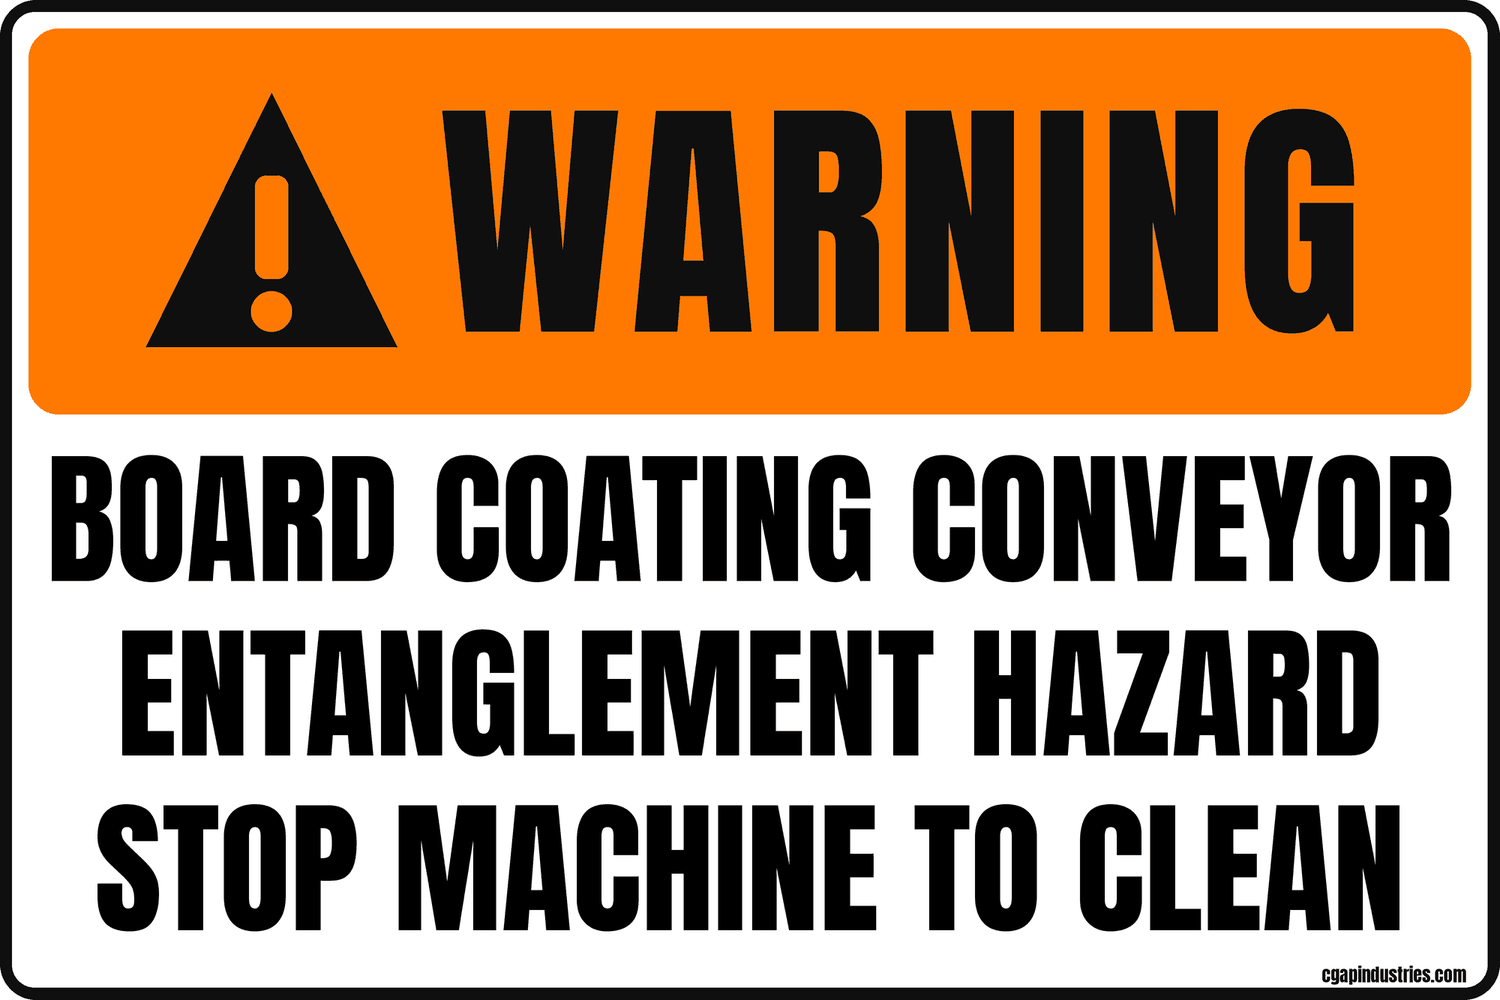 WARNING
BOARD COATING CONVEYOR
ENTANGLEMENT HAZARD
STOP MACHINE TO CLEAN
cgapindustries.com